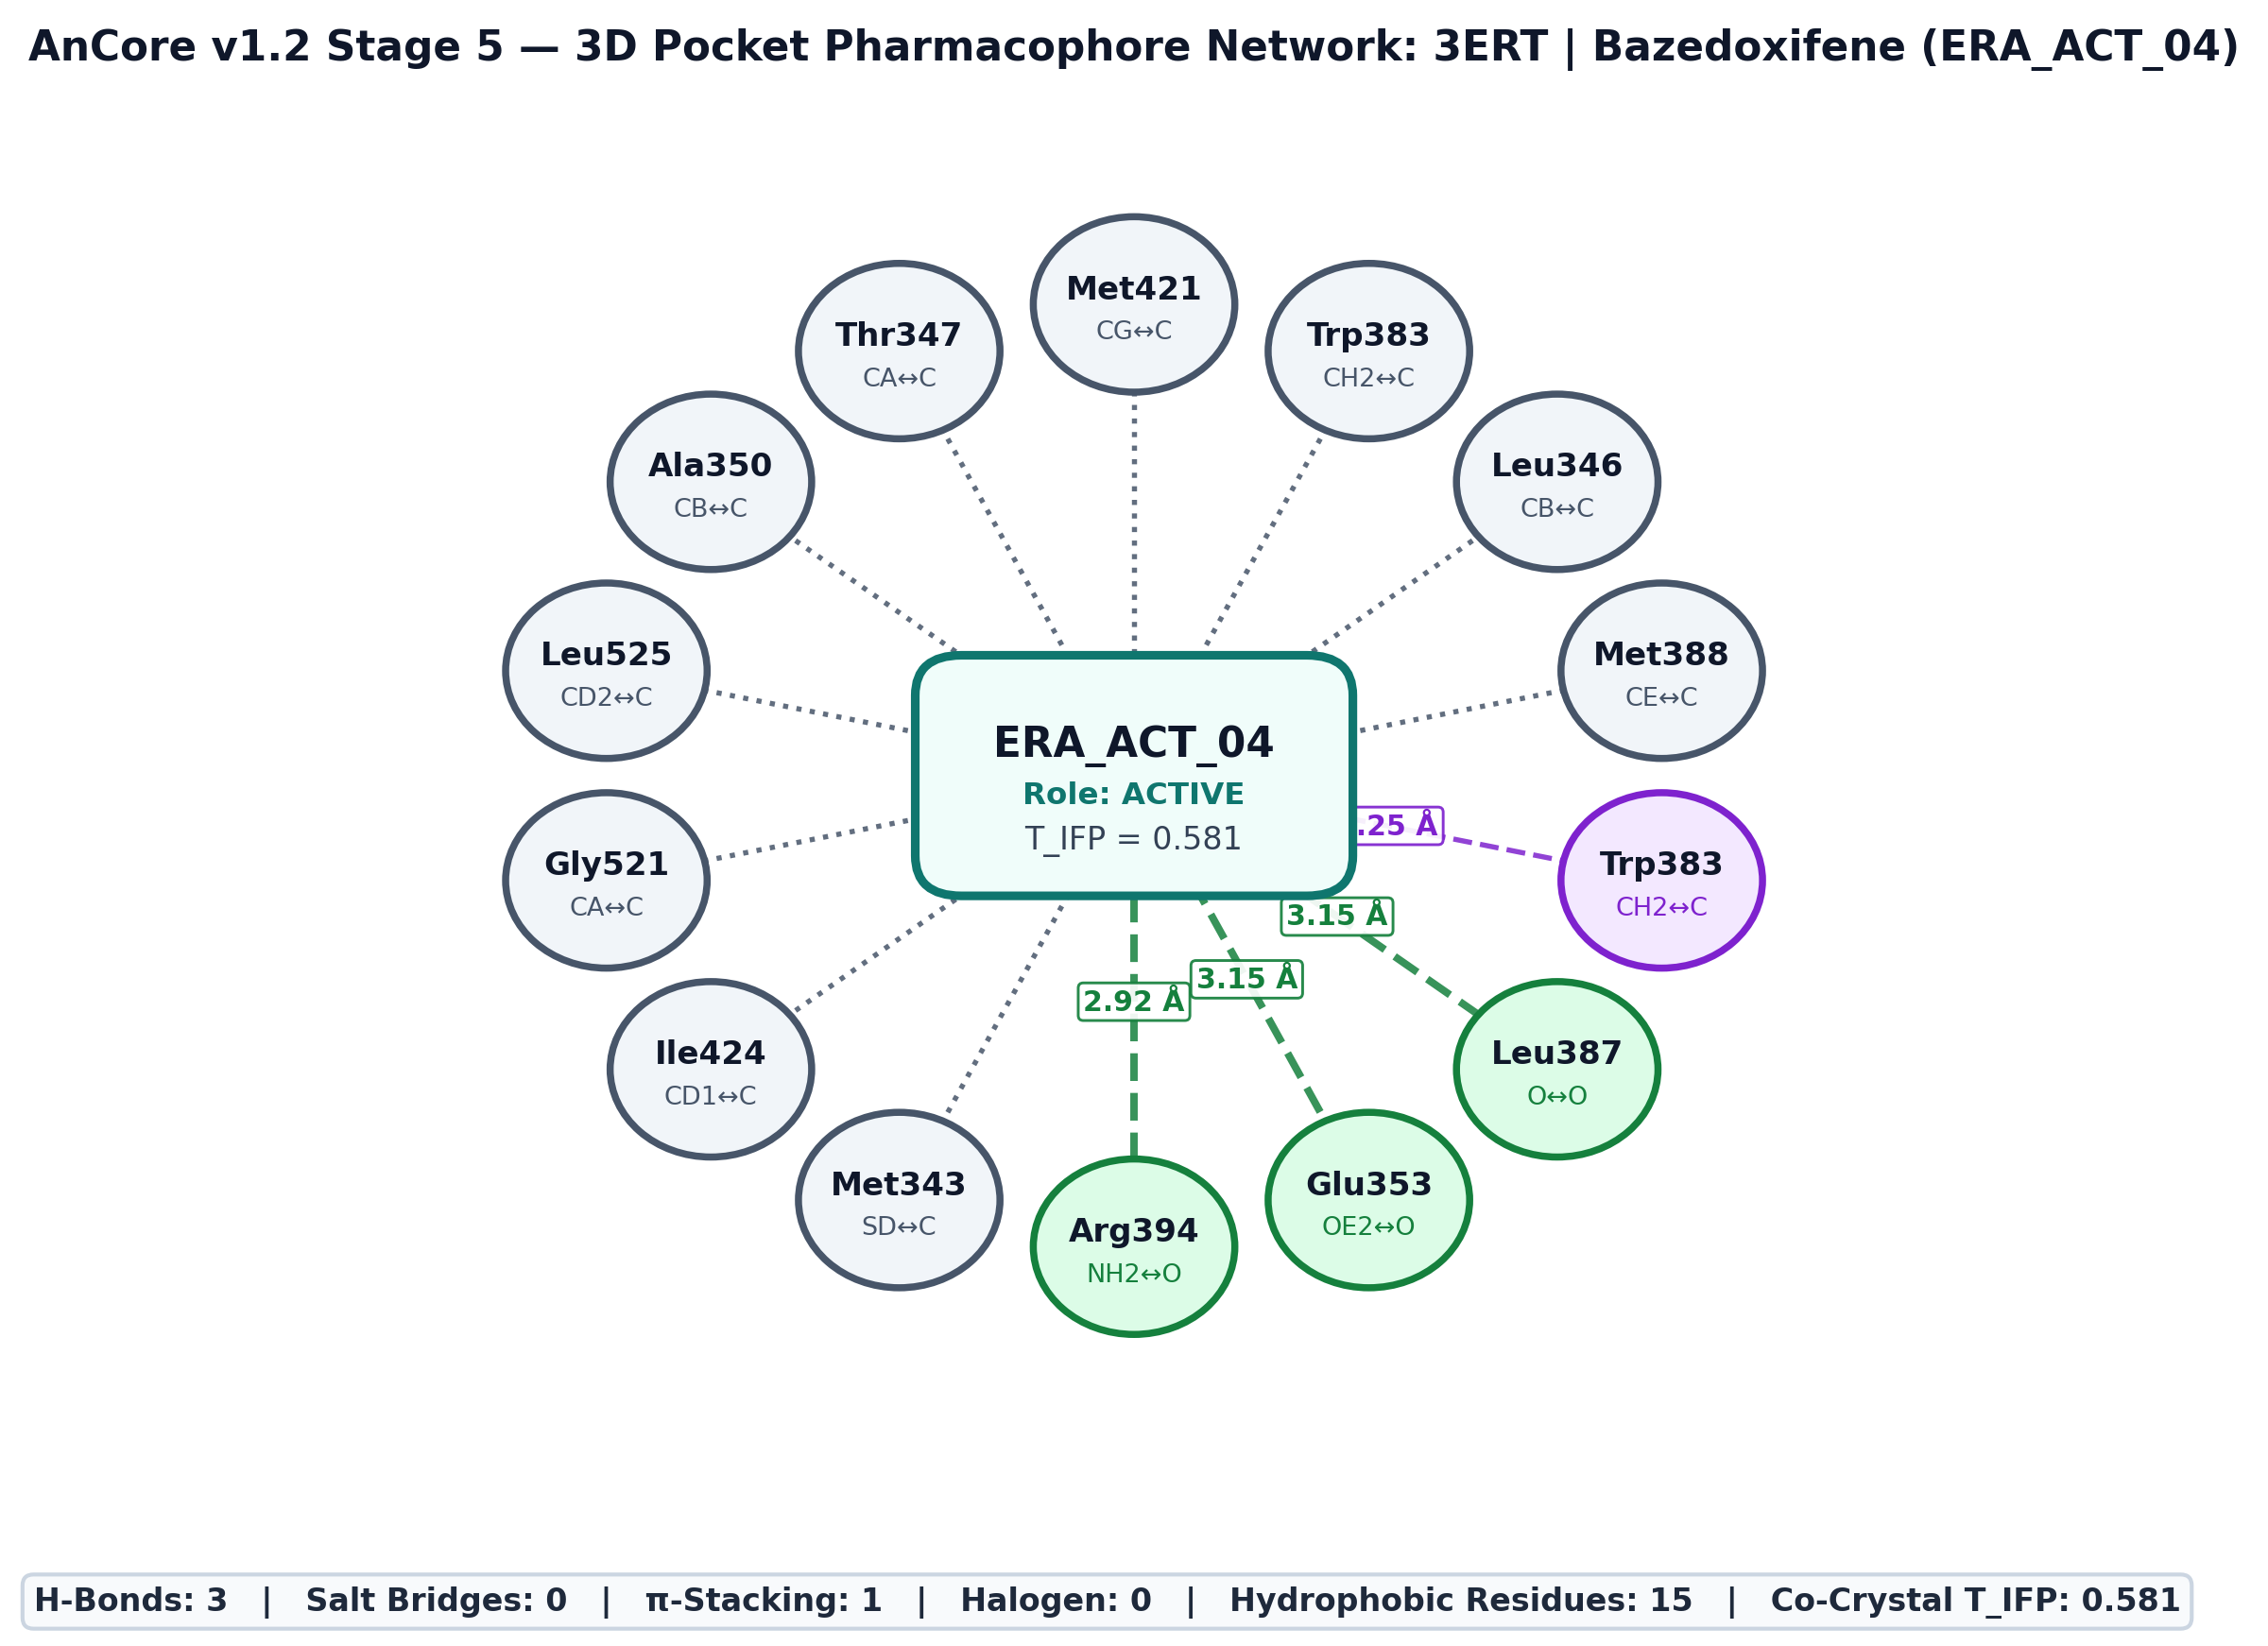 AnCore v1.2 Stage 5 — 3D Pocket Pharmacophore Network: 3ERT | Bazedoxifene (ERA_ACT_04)
Met421
CG↔C
Thr347
CA↔C
Trp383
CH2↔C
Ala350
CB↔C
Leu346
CB↔C
Leu525
CD2↔C
Met388
CE↔C
ERA_ACT_04
Role: ACTIVE
T_IFP = 0.581
.25 Å
Gly521
CA↔C
Trp383
CH2↔C
3.15 Å
3.15 Å
2.92 Å
Ile424
CD1↔C
Leu387
O↔O
Met343
SD↔C
Arg394
NH2↔O
Glu353
OE2↔O
H-Bonds: 3 | Salt Bridges: 0 | π-Stacking: 1 | Halogen: 0 | Hydrophobic Residues: 15 | Co-Crystal T_IFP: 0.581